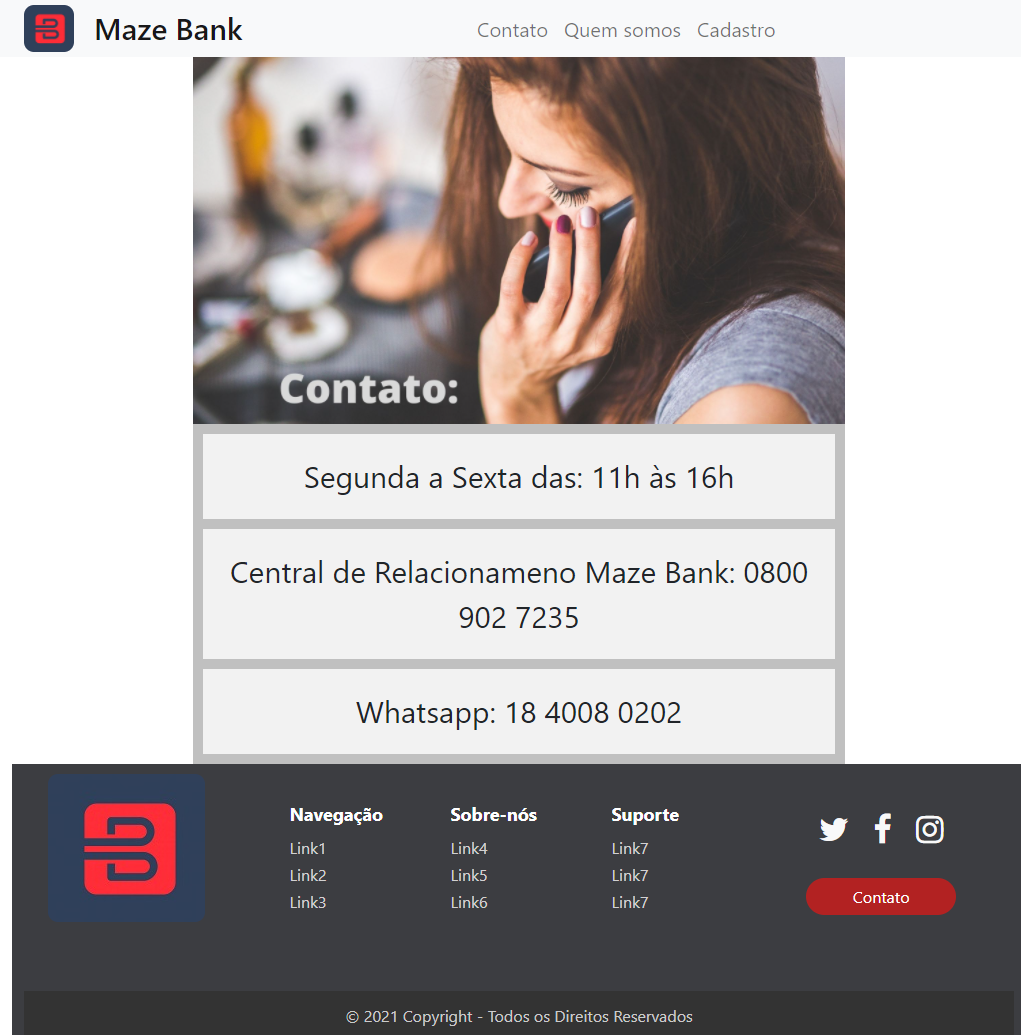 Maze Bank
Contato Quem somos Cadastro
Contato:
Segunda a Sexta das: 11h às 16h
Central de Relacionameno Maze Bank: 0800
902 7235
Whatsapp: 18 4008 0202
Navegação
Link1
Link2
Link3
Sobre-nós
Link4
Link5
Link6
Suporte
Link7
Link7
Link7
Contato
© 2021 Copyright - Todos os Direitos Reservados